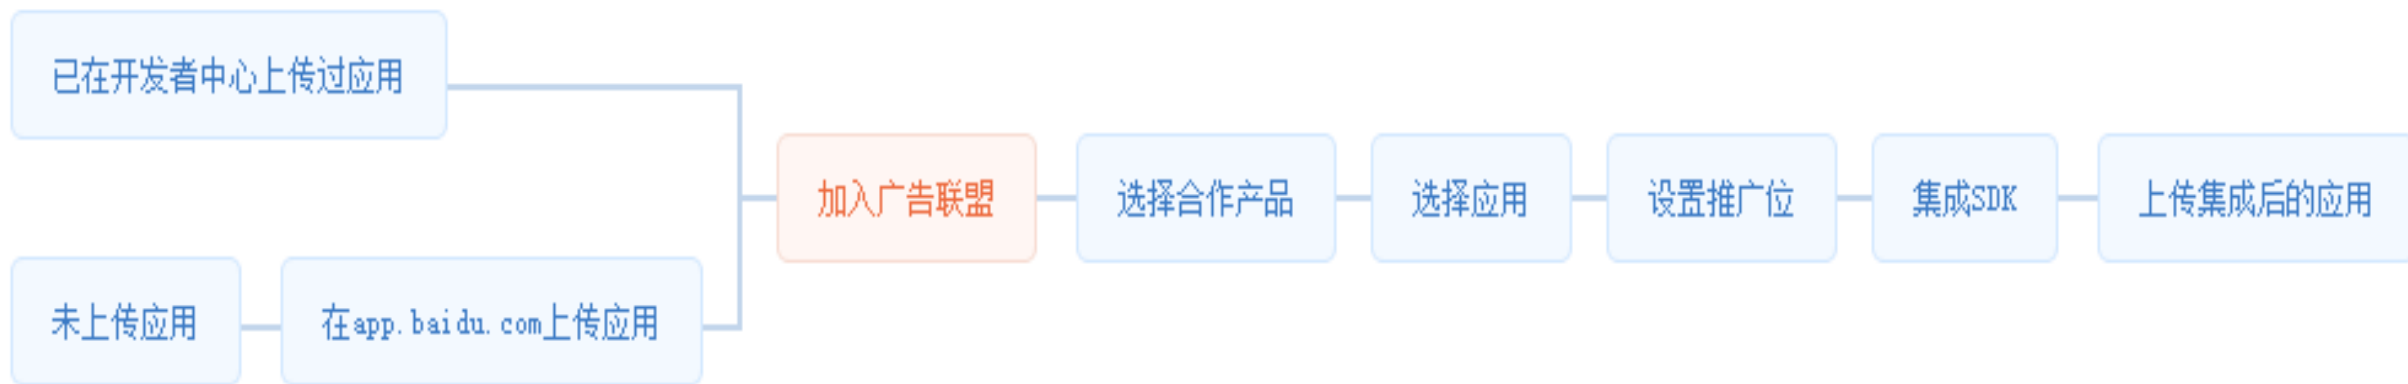 已在开发者中心上传过应用
加入广告联盟
选择合作产品
选择应用
设置推广位
集成SDK
上传集成后的应用
未上传应用
在app.baidu.com上传应用